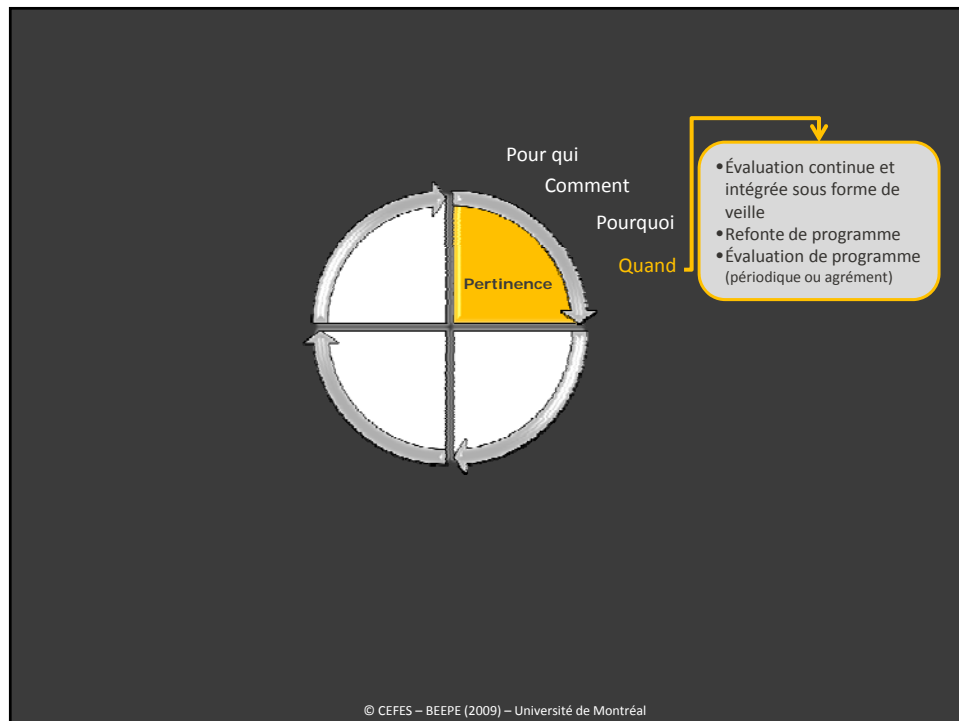 Pour qui
Comment
Pourquoi
Quand
Pertinence
•Évaluation continue et
intégrée sous forme de
veille
•Refonte de programme
•Évaluation de programme
(périodique ou agrément)
© CEFES – BEEPE (2009) – Université de Montréal